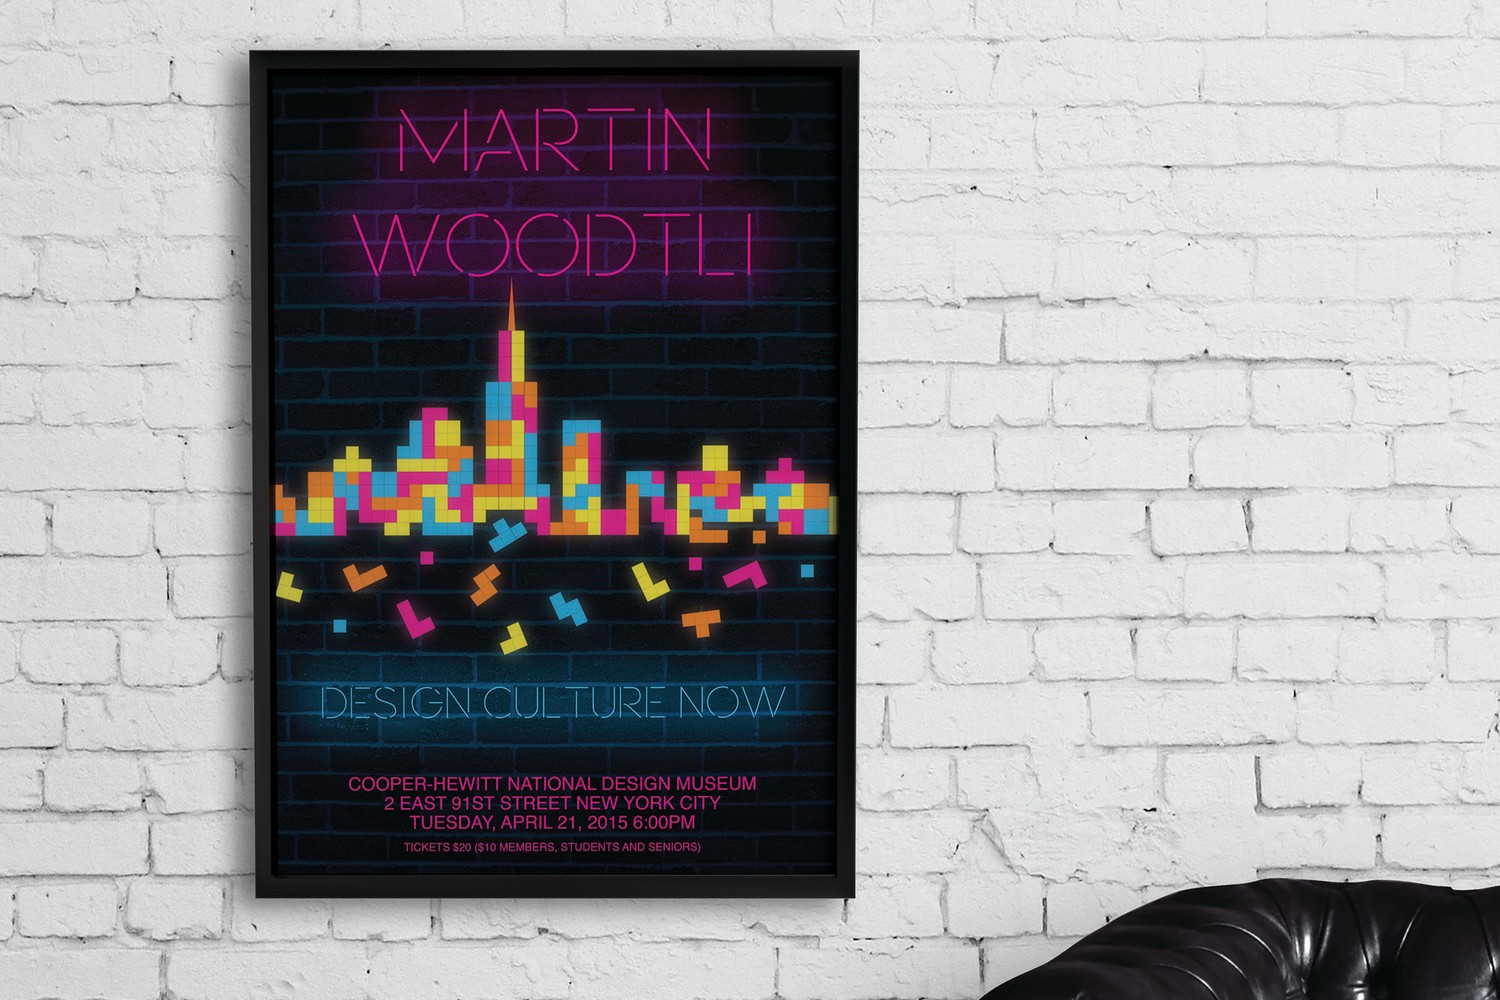 MARTIN
WOODTLI
DESIGN CULTURE NOW
COOPER-HEWITT NATIONAL DESIGN MUSEUM
2 EAST 91ST STREET NEW YORK CITY
TUESDAY, APRIL 21, 2015 6:00PM
TICKETS $20 ($10 MEMBERS, STUDENTS AND SENIORS)